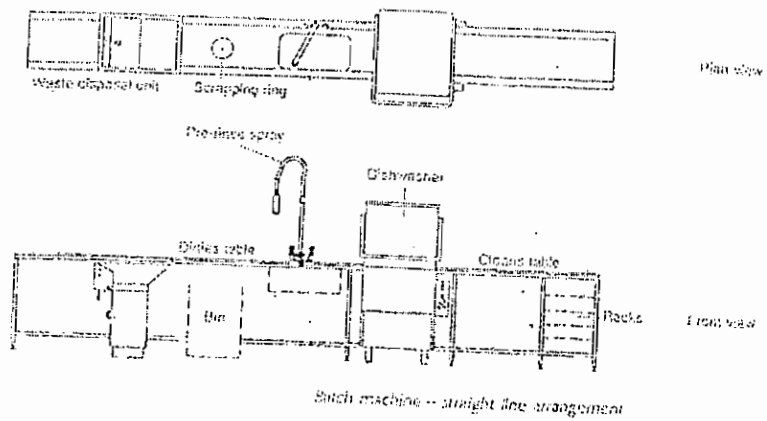 Plan view
Waste disposal unit
Scrapping ring
Pre-rinse spray
Dishwasher
Dirties table
Cleans table
Bin
Racks
Front view
Batch machine – straight line arrangement